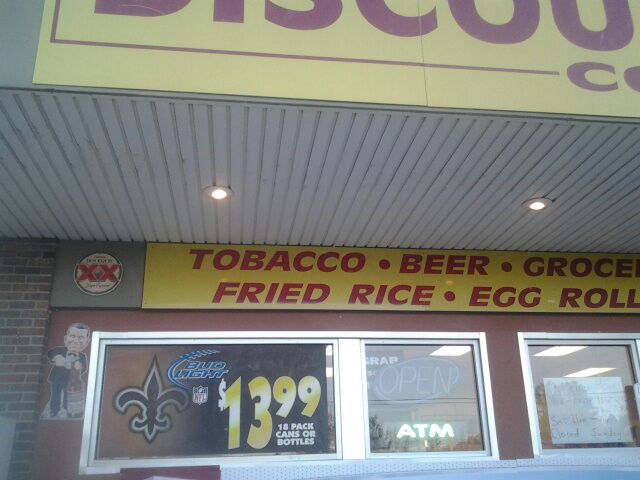 DISCOU
TOBACCO • BEER • GROCE
FRIED RICE • EGG ROLL
XX
BUD
LIGHT
NFL
$1399
18 PACK
CANS OR
BOTTLES
GRAB
OPEN
ATM